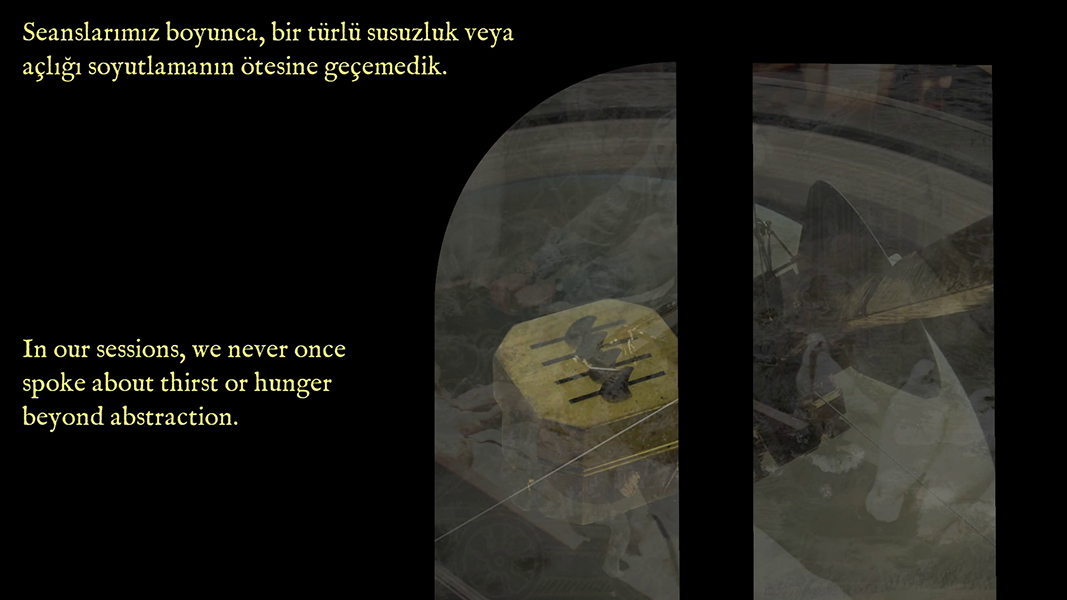 Seanslarımız boyunca, bir türlü susuzluk veya
açlığı soyutlamanın ötesine geçemedik.
In our sessions, we never once
spoke about thirst or hunger
beyond abstraction.